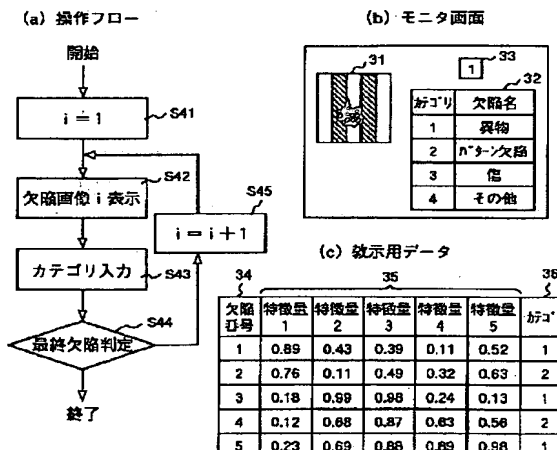 (a) 操作フロー
開始
i = 1
S41
欠陥画像 i 表示
S42
カテゴリ入力
S43
最終欠陥判定
S44
i = i + 1
S45
終了
(b) モニタ画面
31
33
1
32
カテゴリ 欠陥名
1 異物
2 パターン欠陥
3 傷
4 その他
(c) 教示用データ
34 35 36
欠陥番号 特徴量1 特徴量2 特徴量3 特徴量4 特徴量5 カテゴ
1 0.89 0.43 0.39 0.11 0.52 1
2 0.76 0.11 0.49 0.32 0.63 2
3 0.18 0.99 0.98 0.24 0.13 1
4 0.12 0.68 0.87 0.63 0.56 2
5 0.23 0.69 0.88 0.89 0.98 1